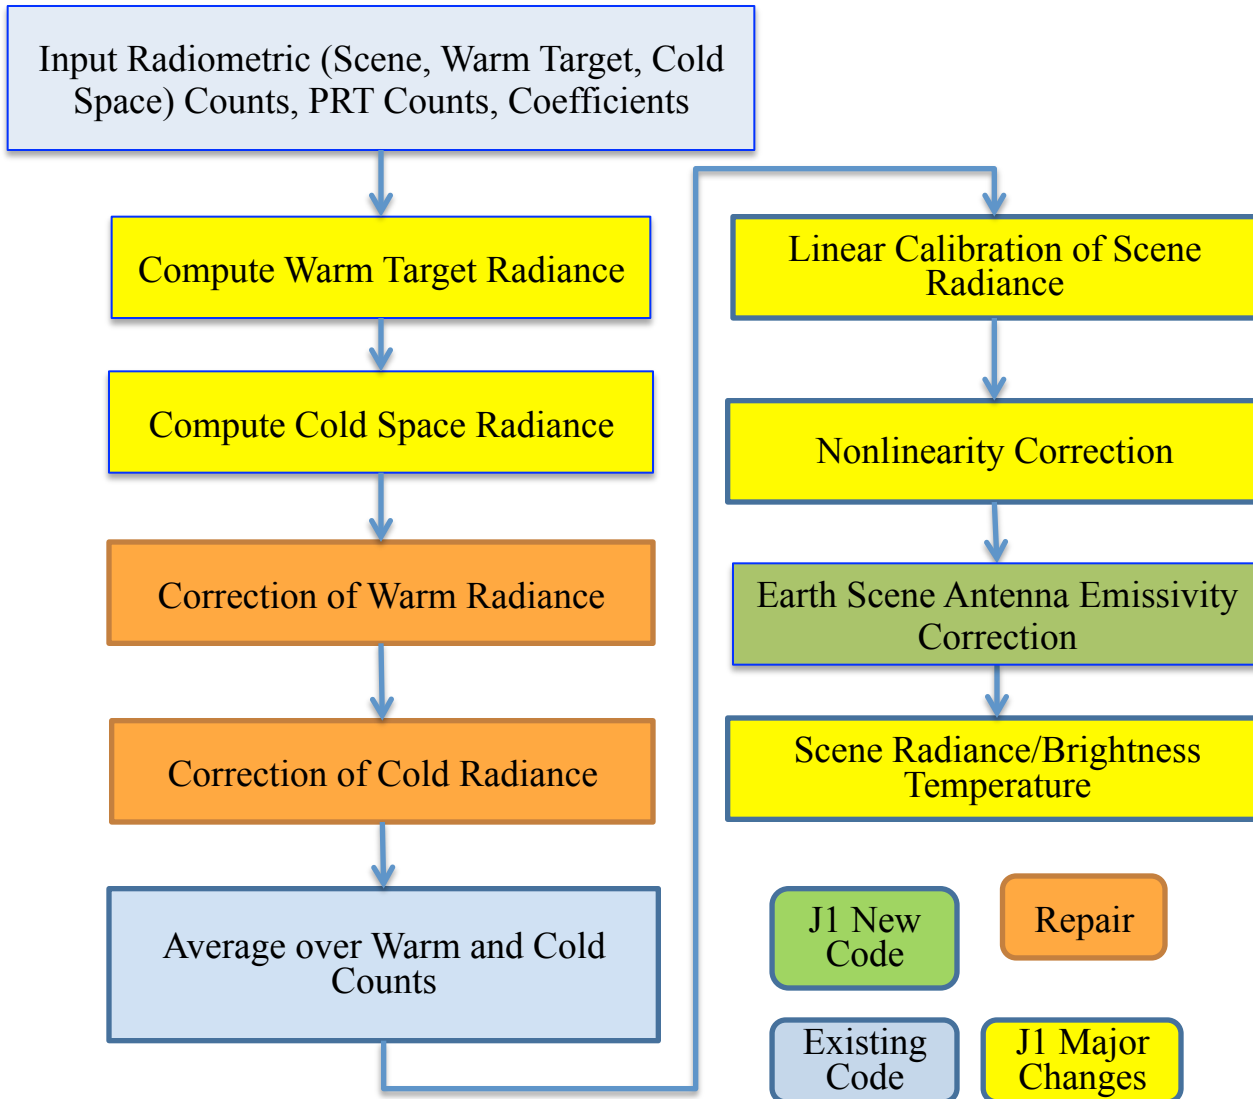 Input Radiometric (Scene, Warm Target, Cold
Space) Counts, PRT Counts, Coefficients
Compute Warm Target Radiance
Compute Cold Space Radiance
Correction of Warm Radiance
Correction of Cold Radiance
Average over Warm and Cold
Counts
Linear Calibration of Scene
Radiance
Nonlinearity Correction
Earth Scene Antenna Emissivity
Correction
Scene Radiance/Brightness
Temperature
J1 New
Code
Repair
Existing
Code
J1 Major
Changes